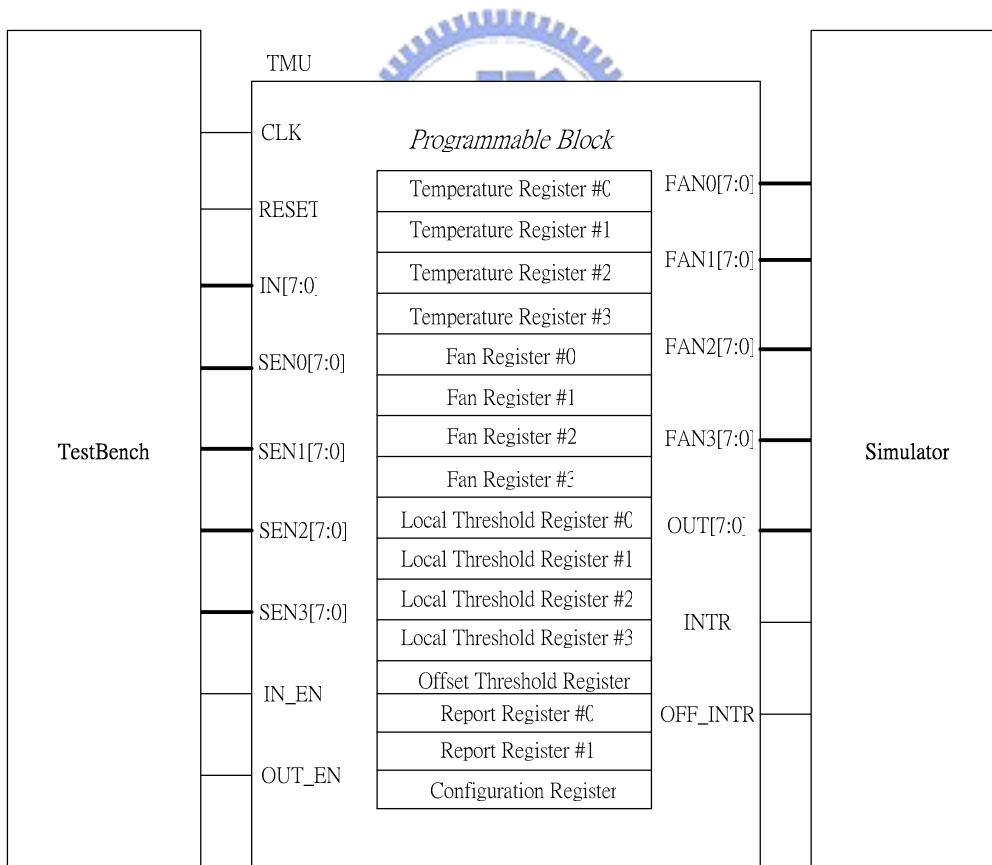 TMU
CLK
RESET
IN[7:0]
SEN0[7:0]
SEN1[7:0]
SEN2[7:0]
SEN3[7:0]
IN_EN
OUT_EN
TestBench
Programmable Block
Temperature Register #0
Temperature Register #1
Temperature Register #2
Temperature Register #3
Fan Register #0
Fan Register #1
Fan Register #2
Fan Register #3
Local Threshold Register #0
Local Threshold Register #1
Local Threshold Register #2
Local Threshold Register #3
Offset Threshold Register
Report Register #0
Report Register #1
Configuration Register
FAN0[7:0]
FAN1[7:0]
FAN2[7:0]
FAN3[7:0]
OUT[7:0]
INTR
OFF_INTR
Simulator